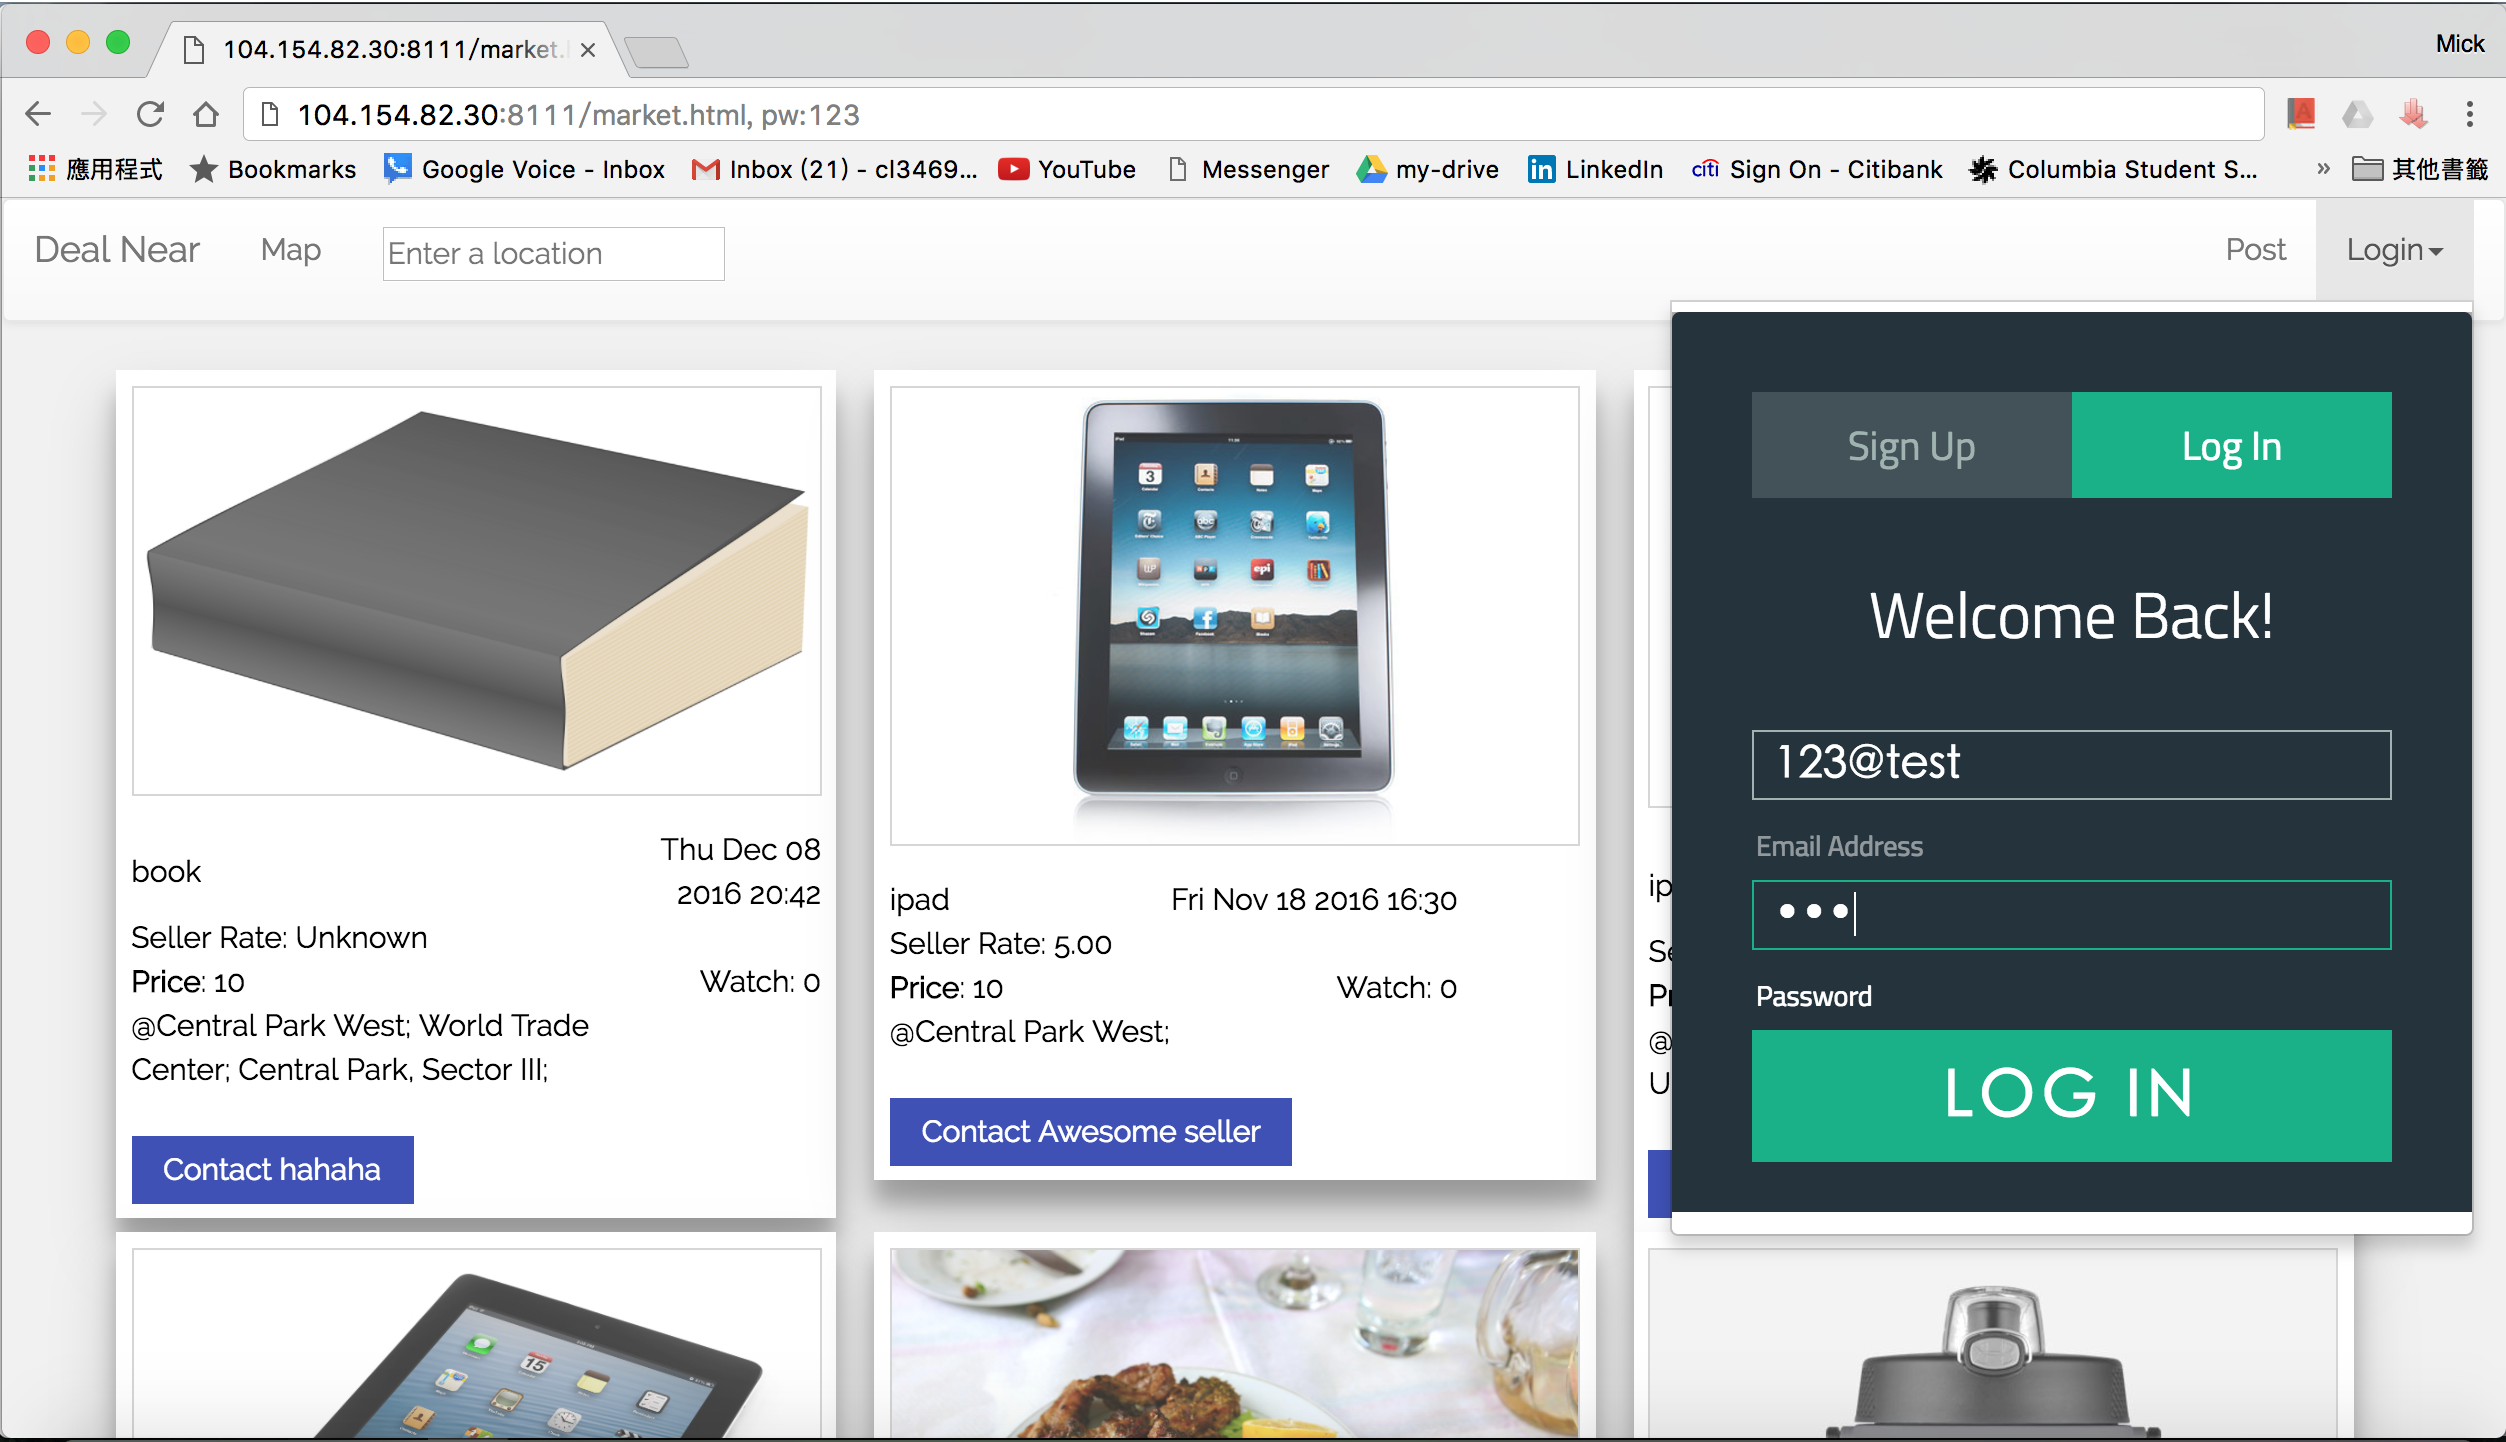 104.154.82.30:8111/market.
Mick
104.154.82.30:8111/market.html, pw:123
應用程式 Bookmarks Google Voice - Inbox Inbox (21) - cl3469... YouTube Messenger my-drive LinkedIn citi Sign On - Citibank Columbia Student S... » 其他書籤
Deal Near Map Enter a location Post Login
Sign Up Log In
Welcome Back!
123@test
Email Address
•••
Password
LOG IN
book
Thu Dec 08
2016 20:42
Seller Rate: Unknown
Price: 10 Watch: 0
@Central Park West; World Trade
Center; Central Park, Sector III;
Contact hahaha
ipad Fri Nov 18 2016 16:30
Seller Rate: 5.00
Price: 10 Watch: 0
@Central Park West;
Contact Awesome seller
ip
Se
@
U